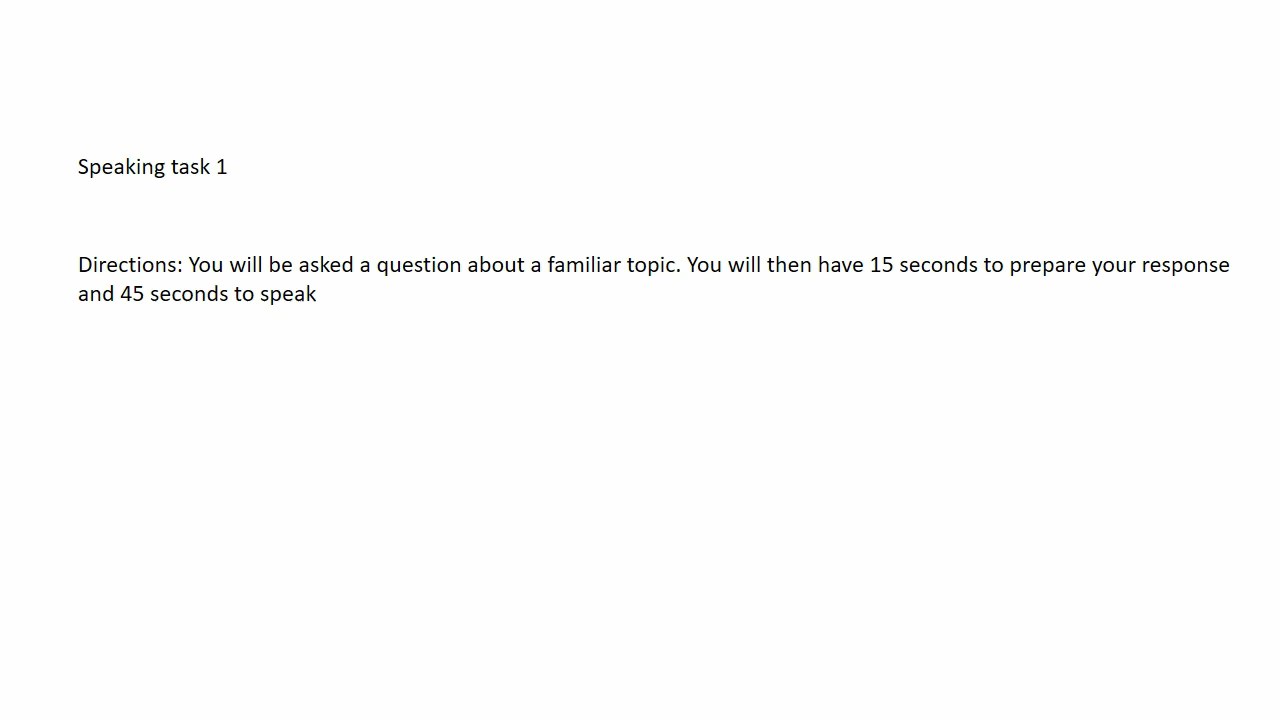 Speaking task 1
Directions: You will be asked a question about a familiar topic. You will then have 15 seconds to prepare your response
and 45 seconds to speak